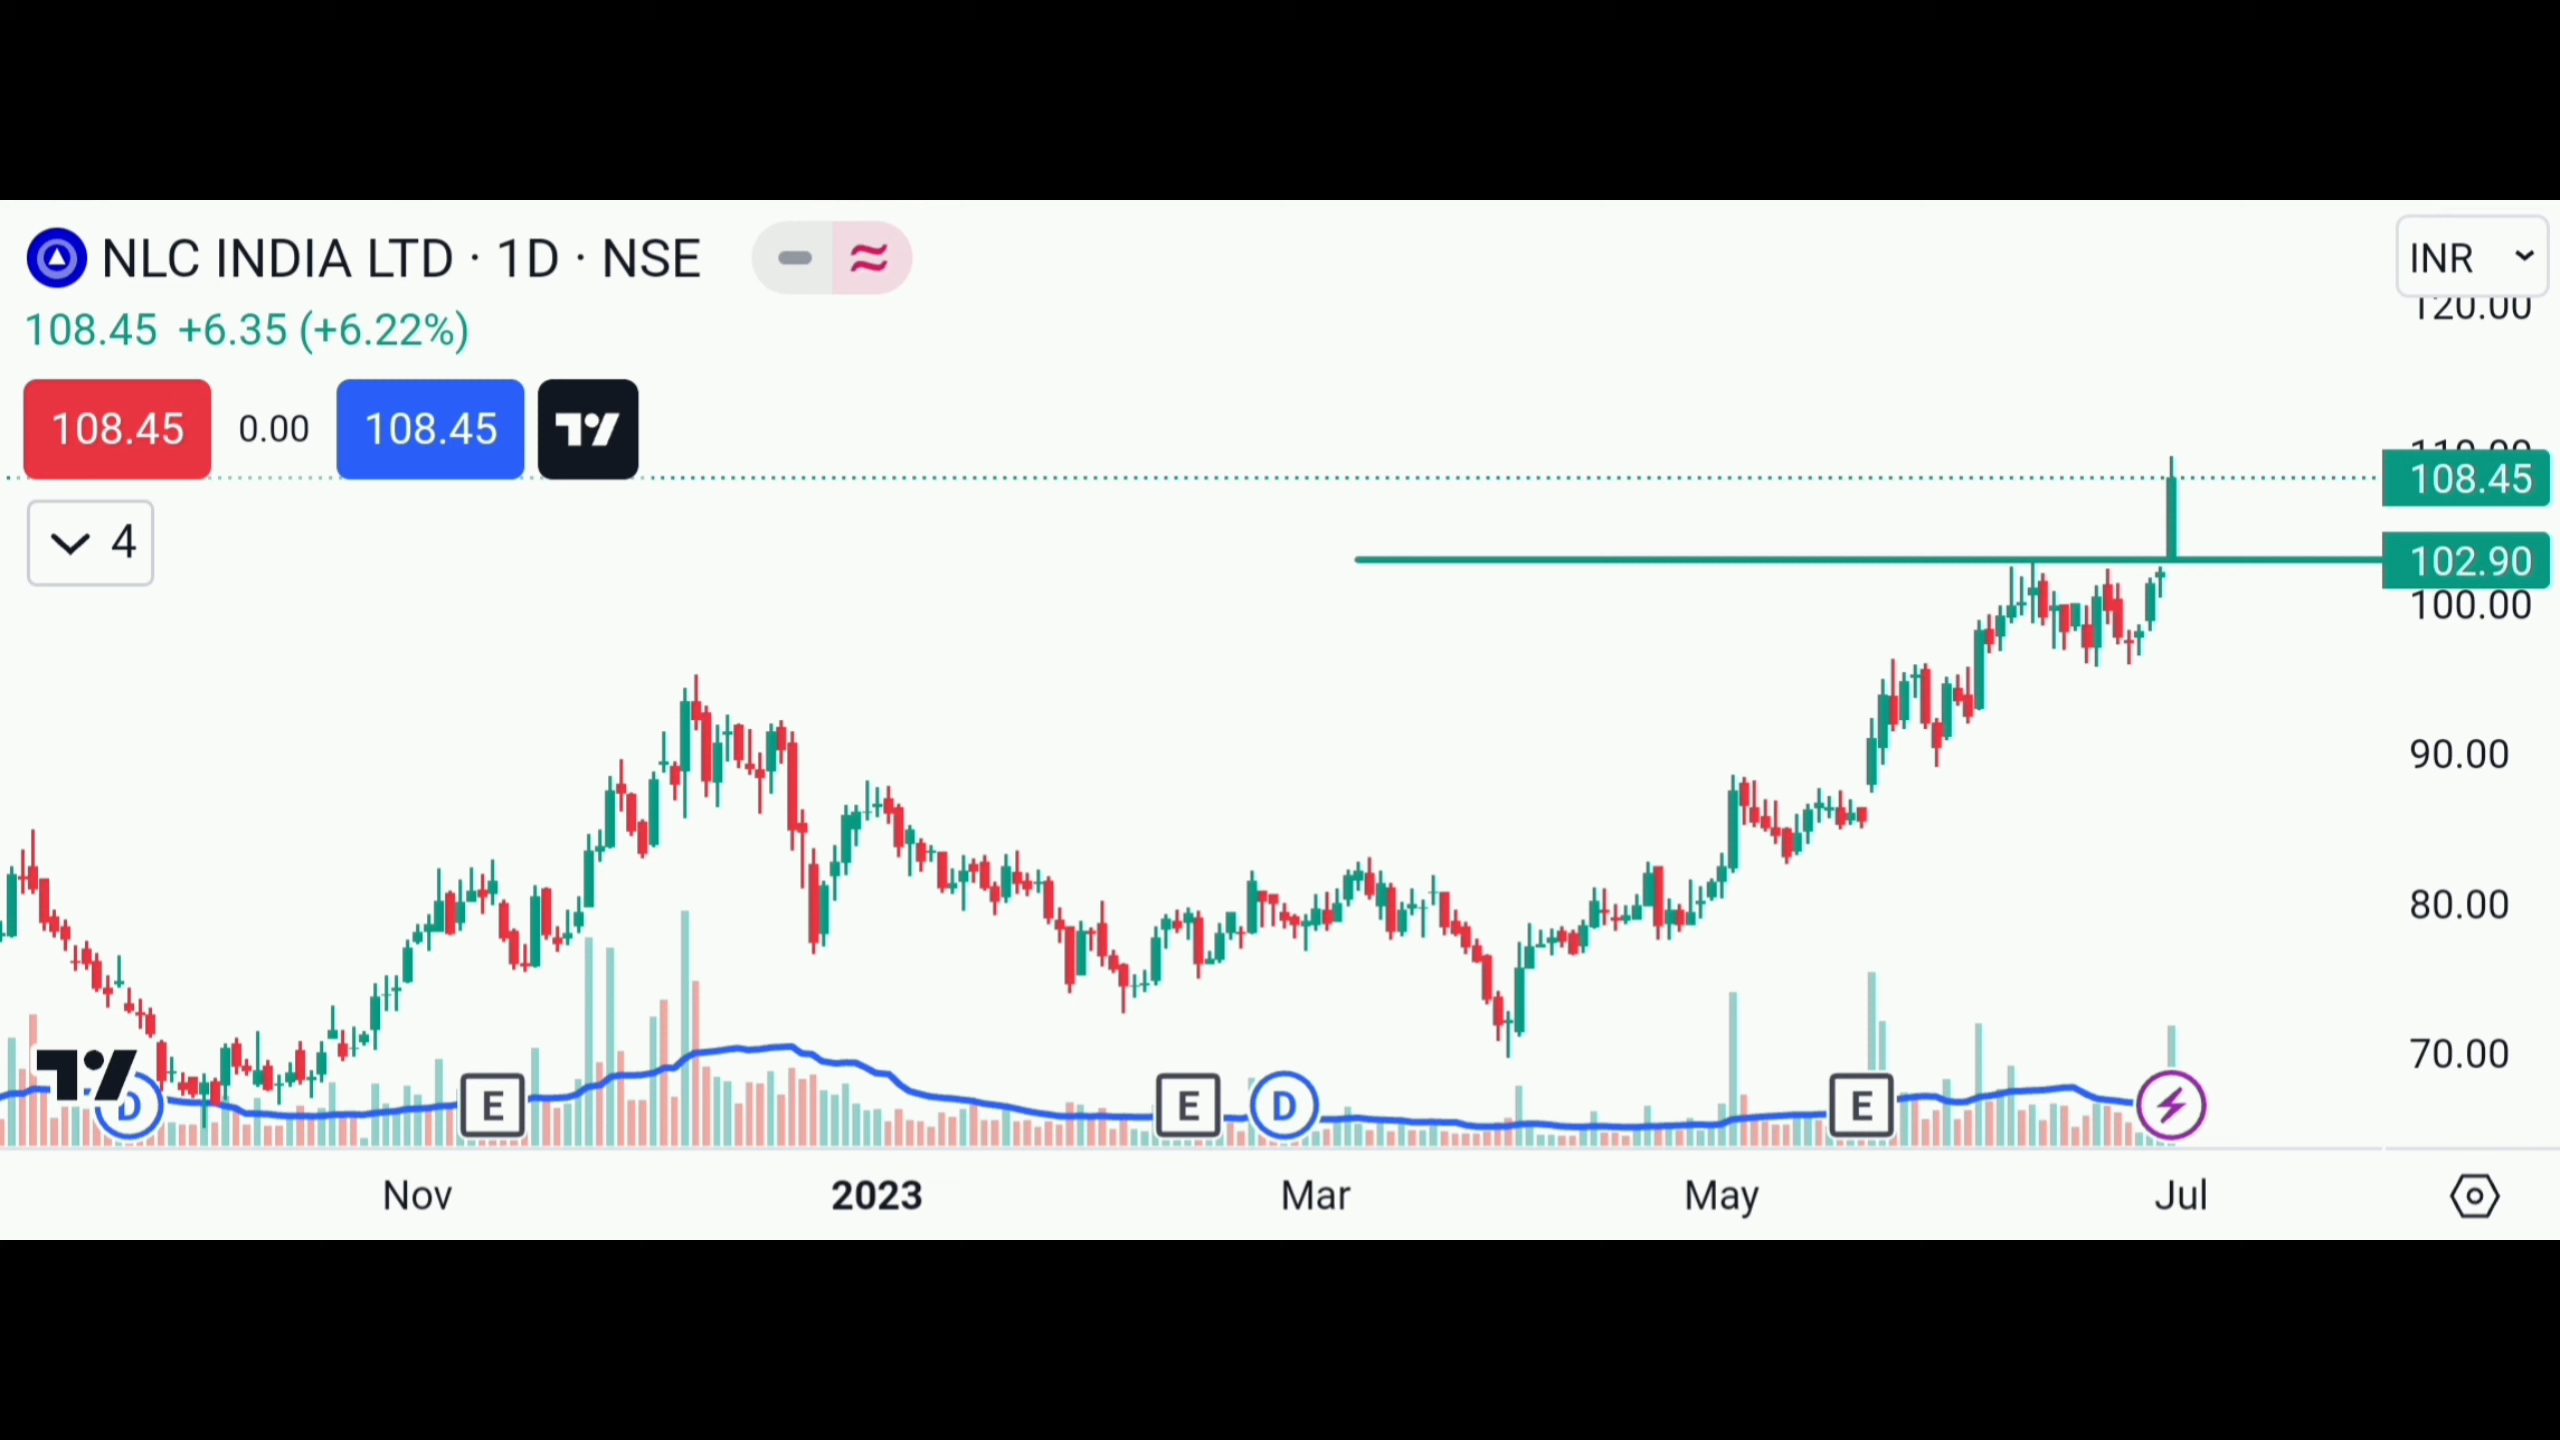 NLC INDIA LTD · 1D · NSE
INR
108.45 +6.35 (+6.22%)
120.00
108.45 0.00 108.45
110.00
108.45
4
102.90
100.00
90.00
80.00
70.00
D E E D E
Nov 2023 Mar May Jul